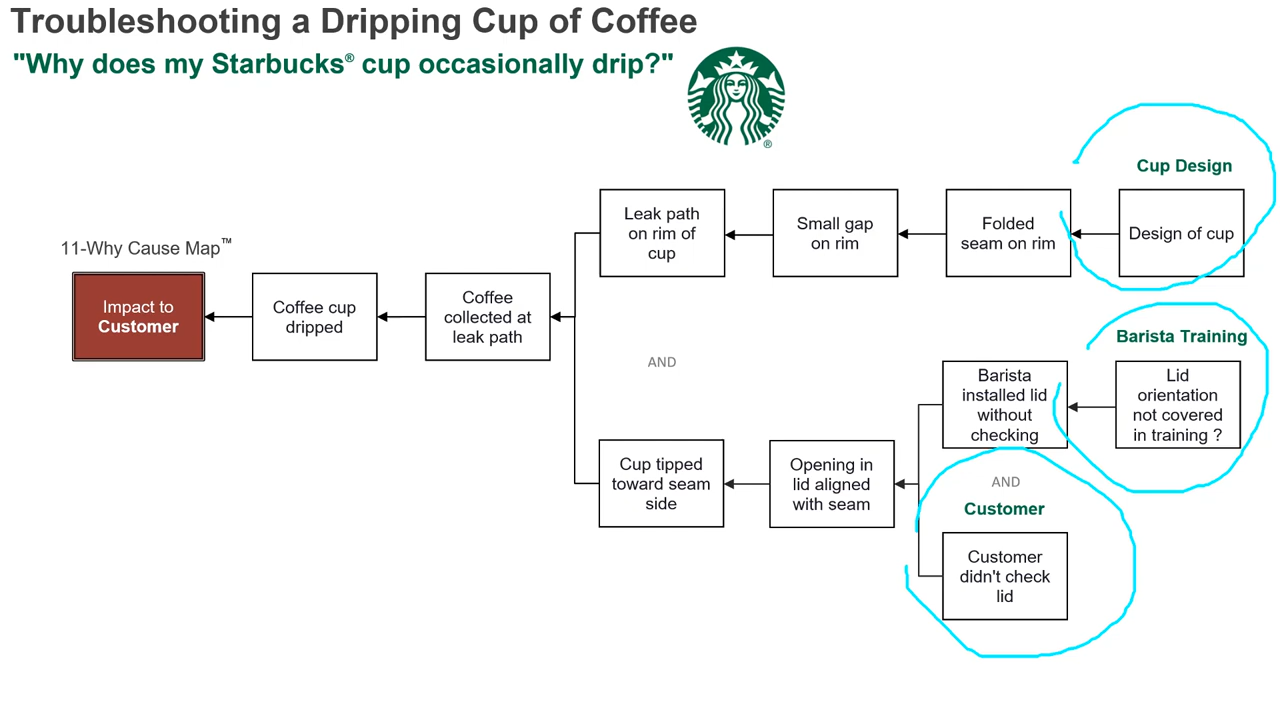 Troubleshooting a Dripping Cup of Coffee
"Why does my Starbucks® cup occasionally drip?"
®
11-Why Cause Map™
Impact to
Customer
Coffee cup
dripped
Coffee
collected at
leak path
Leak path
on rim of
cup
Small gap
on rim
Folded
seam on rim
Cup Design
Design of cup
AND
Cup tipped
toward seam
side
Opening in
lid aligned
with seam
Barista
installed lid
without
checking
Barista Training
Lid
orientation
not covered
in training ?
AND
Customer
Customer
didn't check
lid